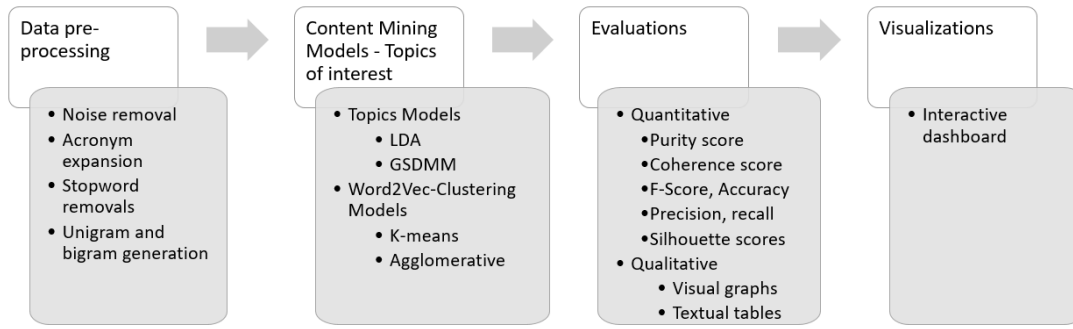 Data pre-
processing
• Noise removal
• Acronym
expansion
• Stopword
removals
• Unigram and
bigram generation
Content Mining
Models - Topics
of interest
• Topics Models
• LDA
• GSDMM
• Word2Vec-Clustering
Models
• K-means
• Agglomerative
Evaluations
• Quantitative
•Purity score
•Coherence score
•F-Score, Accuracy
•Precision, recall
•Silhouette scores
• Qualitative
• Visual graphs
• Textual tables
Visualizations
• Interactive
dashboard